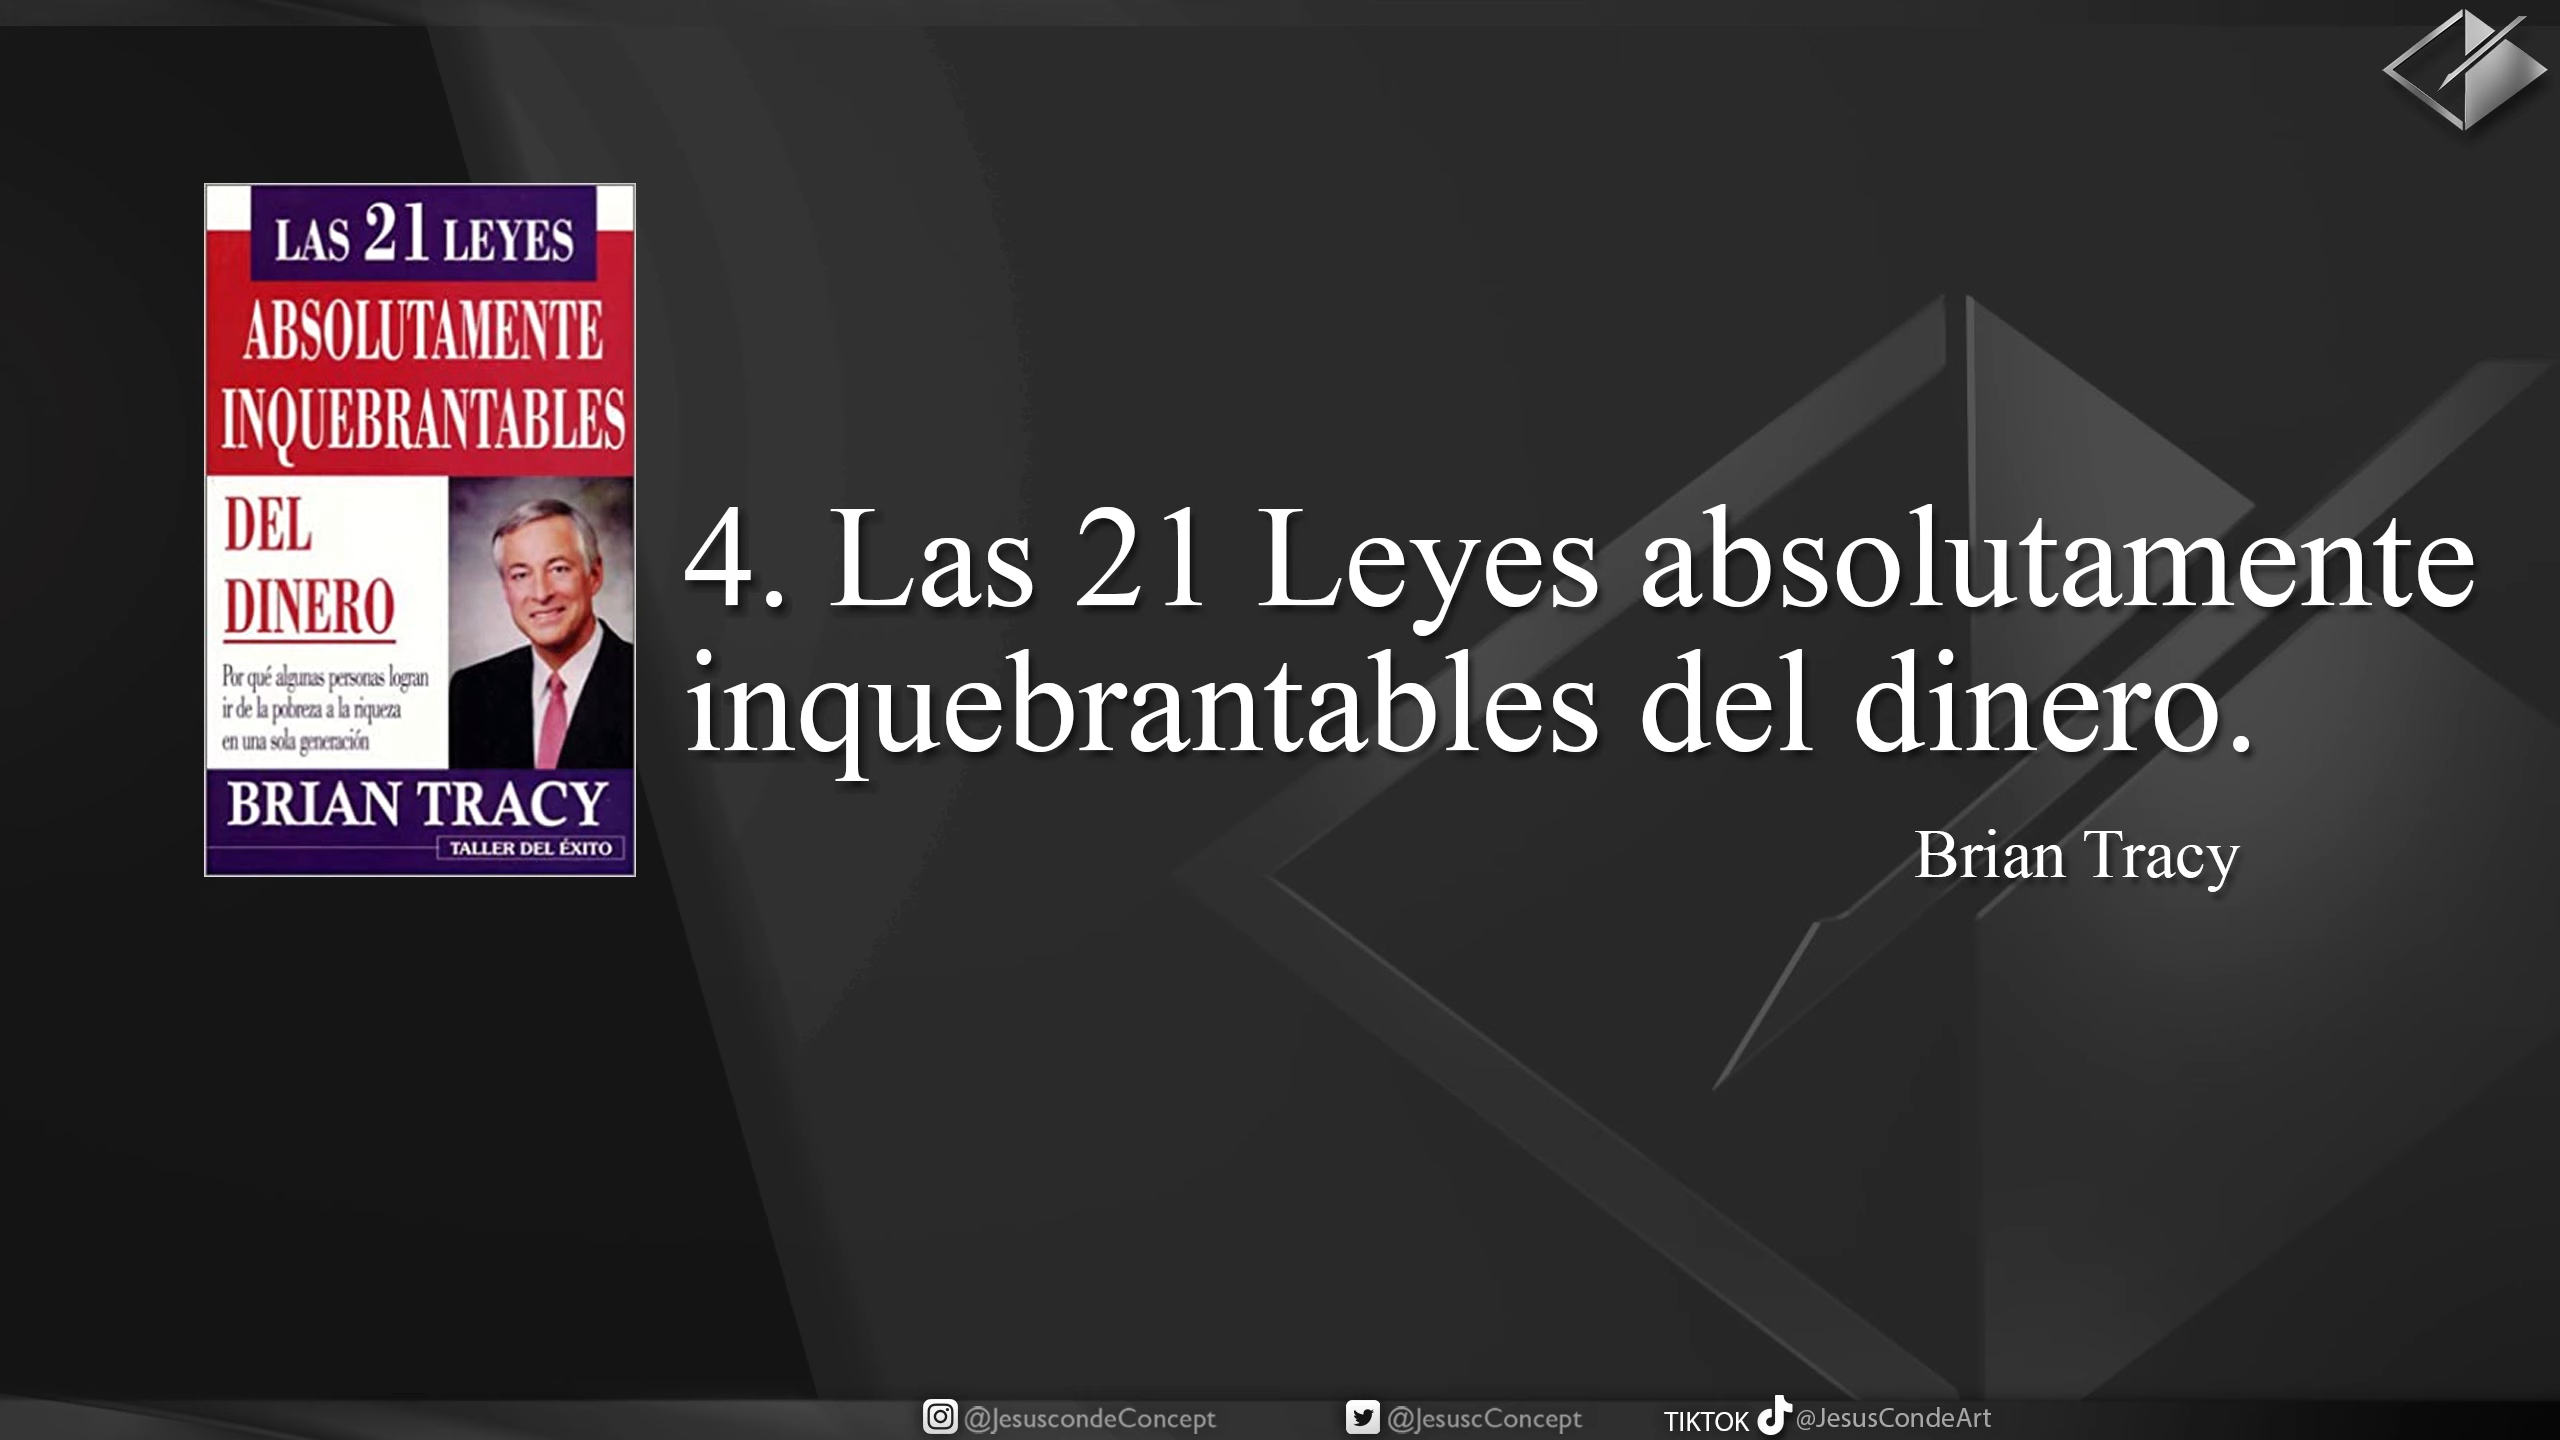 LAS 21 LEYES
ABSOLUTAMENTE
INQUEBRANTABLES
DEL
DINERO
Por qué algunas personas logran
ir de la pobreza a la riqueza
en una sola generación
BRIAN TRACY
TALLER DEL ÉXITO
4. Las 21 Leyes absolutamente
inquebrantables del dinero.
Brian Tracy
@JesuscondeConcept
@JesuscConcept
TIKTOK @JesusCondeArt